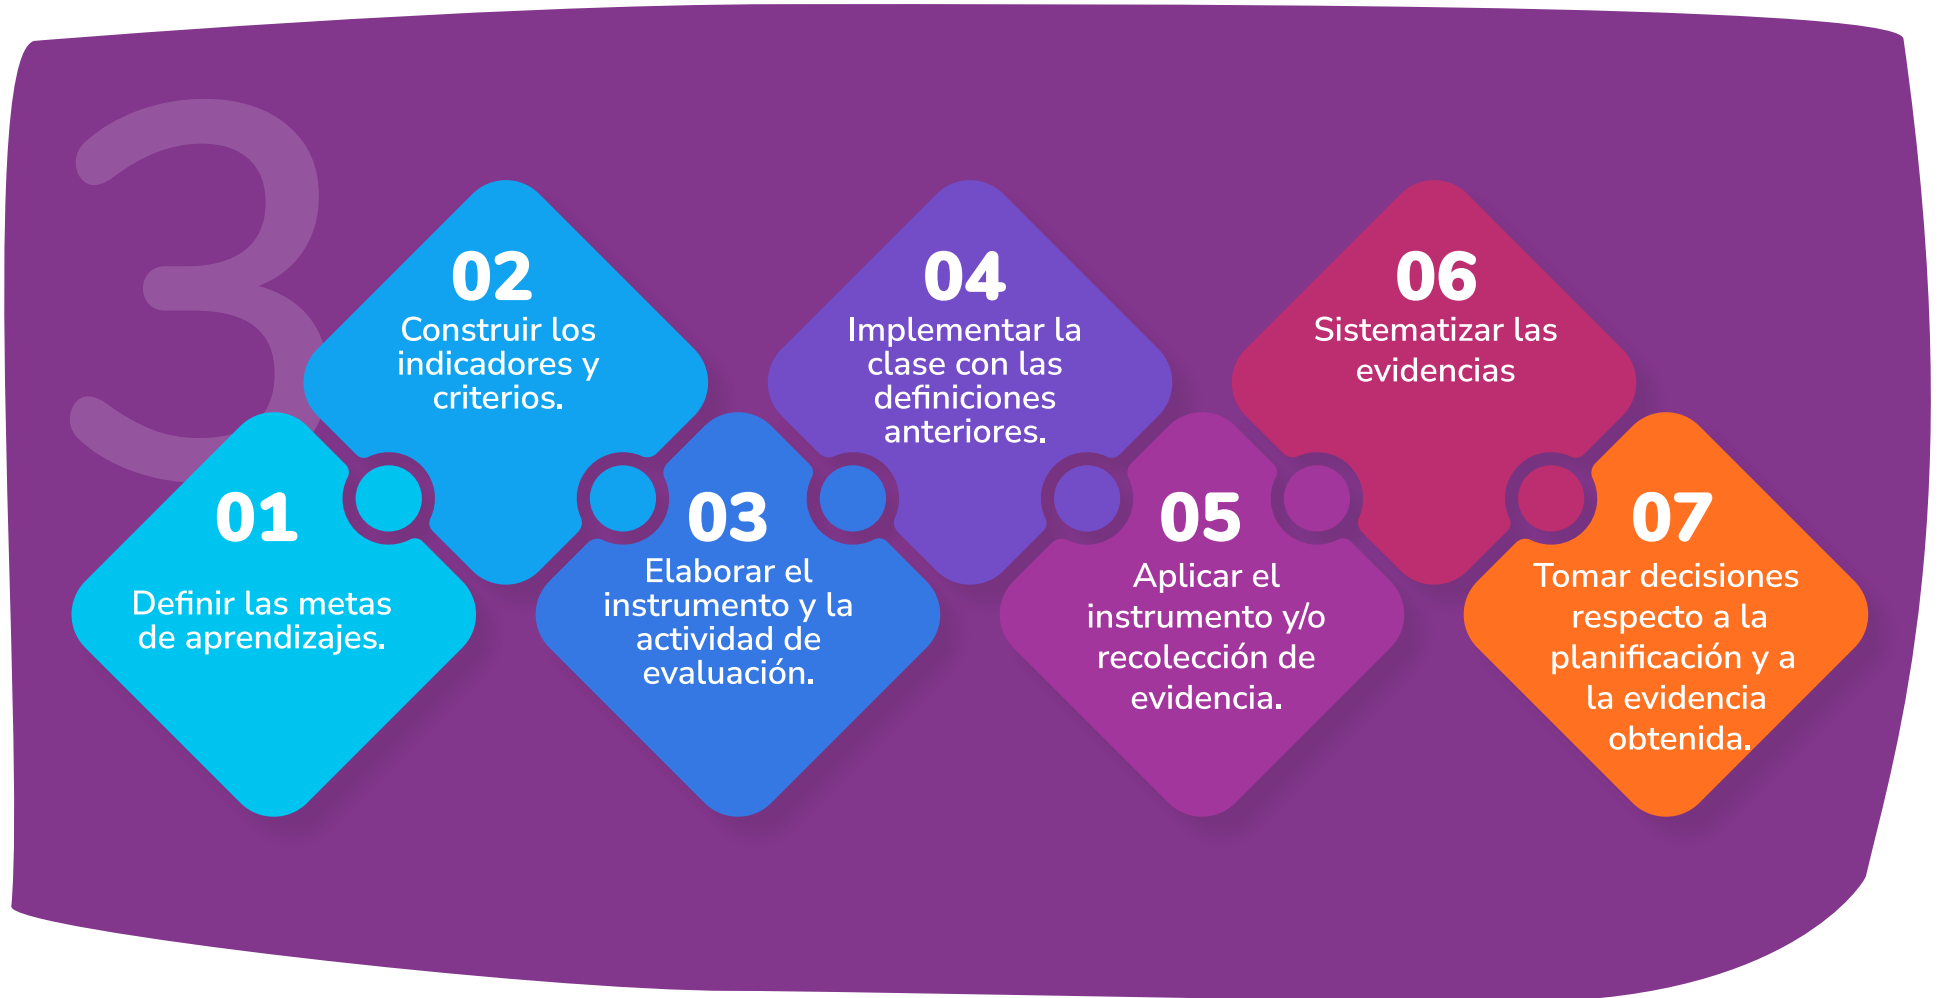 3
01
Definir las metas
de aprendizajes.
02
Construir los
indicadores y
criterios.
03
Elaborar el
instrumento y la
actividad de
evaluación.
04
Implementar la
clase con las
definiciones
anteriores.
05
Aplicar el
instrumento y/o
recolección de
evidencia.
06
Sistematizar las
evidencias
07
Tomar decisiones
respecto a la
planificación y a
la evidencia
obtenida.